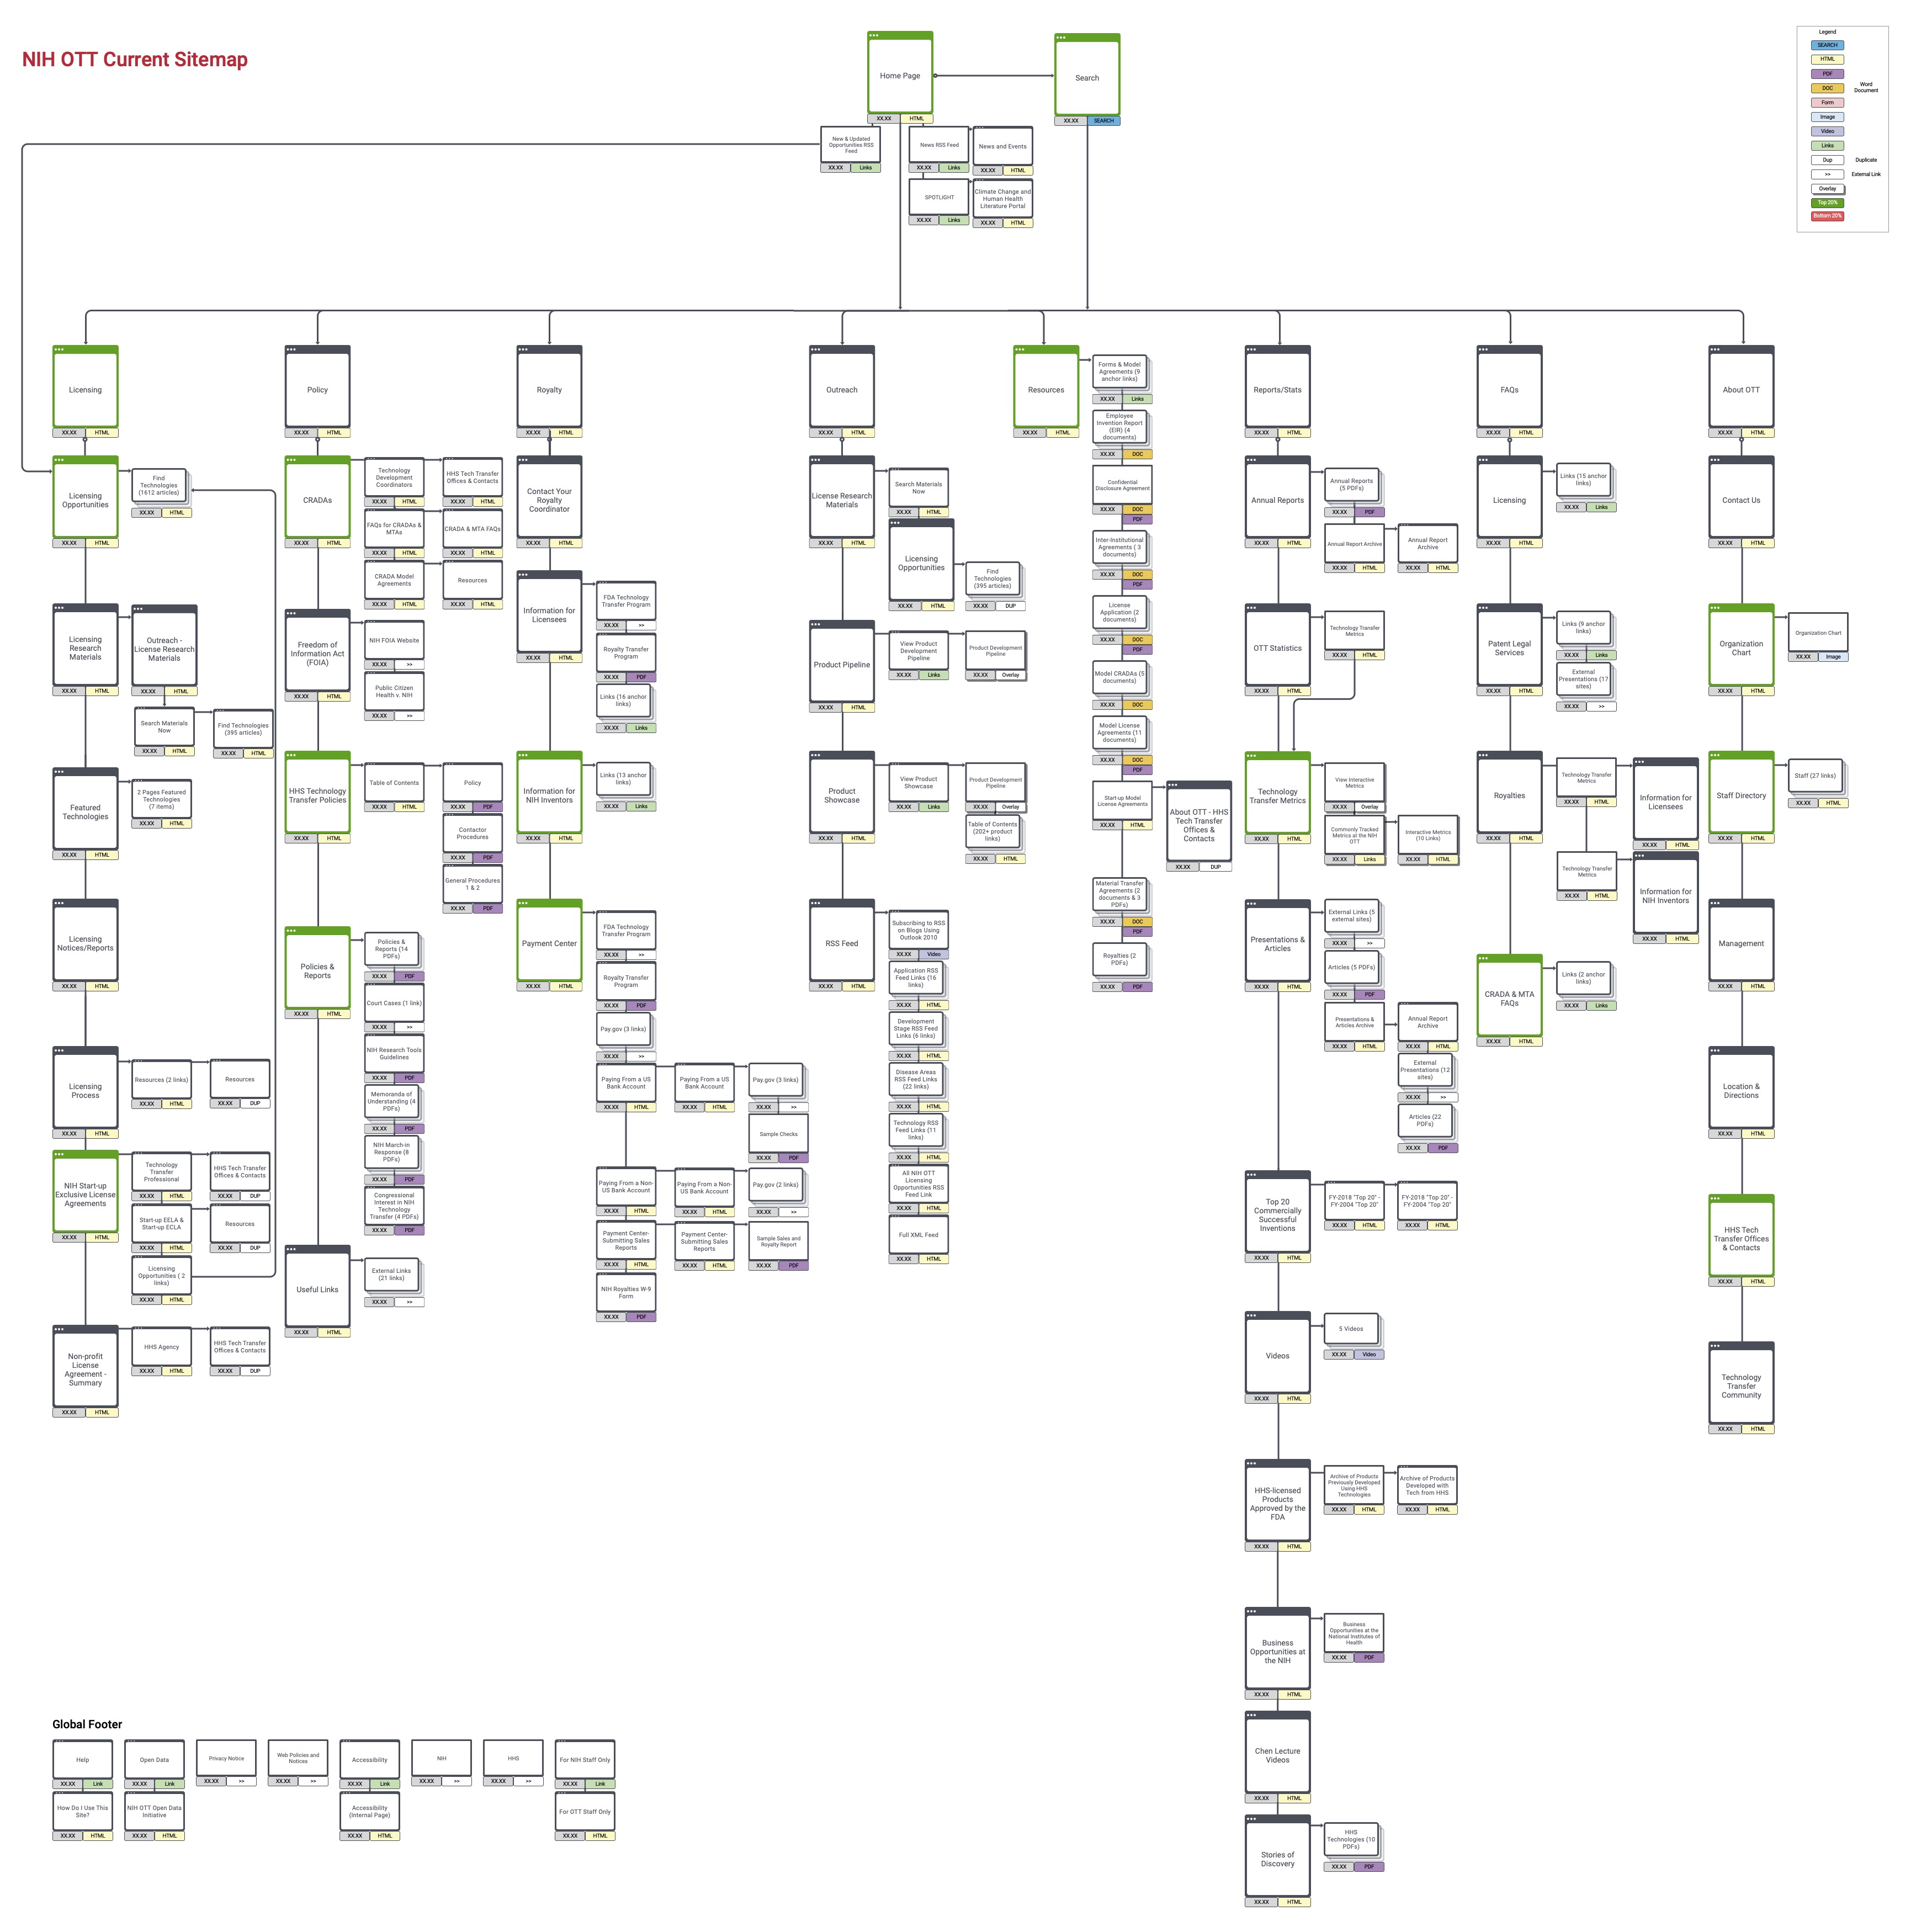 NIH OTT Current Sitemap
Home Page
XX.XX HTML
Search
XX.XX SEARCH
Legend
SEARCH
HTML
PDF
DOC
Word
Document
Form
Image
Video
Links
Dup
Duplicate
>>
External Link
Overlay
Top 20%
Bottom 20%
New & Updated
Opportunities RSS
Feed
XX.XX Links
News RSS Feed
XX.XX Links
News and Events
XX.XX HTML
SPOTLIGHT
XX.XX Links
Climate Change and
Human Health
Literature Portal
XX.XX HTML
Licensing
XX.XX HTML
Licensing
Opportunities
XX.XX HTML
Find
Technologies
(1612 articles)
XX.XX HTML
Licensing
Research
Materials
XX.XX HTML
Outreach -
License Research
Materials
XX.XX HTML
Search Materials
Now
XX.XX HTML
Find Technologies
(395 articles)
XX.XX HTML
Featured
Technologies
XX.XX HTML
2 Pages Featured
Technologies
(7 items)
XX.XX HTML
Licensing
Notices/Reports
XX.XX HTML
Licensing
Process
XX.XX HTML
Resources (2 links)
XX.XX HTML
Resources
XX.XX DUP
NIH Start-up
Exclusive License
Agreements
XX.XX HTML
Technology
Transfer
Professional
XX.XX HTML
HHS Tech Transfer
Offices & Contacts
XX.XX DUP
Start-up EELA &
Start-up ECLA
XX.XX HTML
Resources
XX.XX DUP
Licensing
Opportunities ( 2
links)
XX.XX HTML
Non-profit
License
Agreement -
Summary
XX.XX HTML
HHS Agency
XX.XX HTML
HHS Tech Transfer
Offices & Contacts
XX.XX DUP
Policy
XX.XX HTML
CRADAs
XX.XX HTML
Technology
Development
Coordinators
XX.XX HTML
HHS Tech Transfer
Offices & Contacts
XX.XX HTML
FAQs for CRADAs &
MTAs
XX.XX HTML
CRADA & MTA FAQs
XX.XX HTML
CRADA Model
Agreements
XX.XX HTML
Resources
XX.XX HTML
Freedom of
Information Act
(FOIA)
XX.XX HTML
NIH FOIA Website
XX.XX >>
Public Citizen
Health v. NIH
XX.XX >>
HHS Technology
Transfer Policies
XX.XX HTML
Table of Contents
XX.XX HTML
Policy
XX.XX PDF
Contactor
Procedures
XX.XX PDF
General Procedures
1 & 2
XX.XX PDF
Policies &
Reports
XX.XX HTML
Policies &
Reports (14
PDFs)
XX.XX PDF
Court Cases (1 link)
XX.XX >>
NIH Research Tools
Guidelines
XX.XX PDF
Memoranda of
Understanding (4
PDFs)
XX.XX PDF
NIH March-in
Response (8
PDFs)
XX.XX PDF
Congressional
Interest in NIH
Technology
Transfer (4 PDFs)
XX.XX PDF
Useful Links
XX.XX HTML
External Links
(21 links)
XX.XX >>
Royalty
XX.XX HTML
Contact Your
Royalty
Coordinator
XX.XX HTML
Information for
Licensees
XX.XX HTML
FDA Technology
Transfer Program
XX.XX >>
Royalty Transfer
Program
XX.XX PDF
Links (16 anchor
links)
XX.XX Links
Information for
NIH Inventors
XX.XX HTML
Links (13 anchor
links)
XX.XX Links
Payment Center
XX.XX HTML
FDA Technology
Transfer Program
XX.XX >>
Royalty Transfer
Program
XX.XX PDF
Pay.gov (3 links)
XX.XX >>
Paying From a US
Bank Account
XX.XX HTML
Paying From a US
Bank Account
XX.XX HTML
Pay.gov (3 links)
XX.XX >>
Sample Checks
XX.XX PDF
Paying From a Non-
US Bank Account
XX.XX HTML
Paying From a Non-
US Bank Account
XX.XX HTML
Pay.gov (2 links)
XX.XX >>
Payment Center-
Submitting Sales
Reports
XX.XX HTML
Payment Center-
Submitting Sales
Reports
XX.XX HTML
Sample Sales and
Royalty Report
XX.XX PDF
NIH Royalties W-9
Form
XX.XX PDF
Outreach
XX.XX HTML
License Research
Materials
XX.XX HTML
Search Materials
Now
XX.XX HTML
Licensing
Opportunities
XX.XX HTML
Find
Technologies
(395 articles)
XX.XX DUP
Product Pipeline
XX.XX HTML
View Product
Development
Pipeline
XX.XX Links
Product Development
Pipeline
XX.XX Overlay
Product
Showcase
XX.XX HTML
View Product
Showcase
XX.XX Links
Product Development
Pipeline
XX.XX Overlay
Table of Contents
(202+ product
links)
XX.XX HTML
RSS Feed
XX.XX HTML
Subscribing to RSS
on Blogs Using
Outlook 2010
XX.XX Video
Application RSS
Feed Links (16
links)
XX.XX HTML
Development
Stage RSS Feed
Links (6 links)
XX.XX HTML
Disease Areas
RSS Feed Links
(22 links)
XX.XX HTML
Technology RSS
Feed Links (11
links)
XX.XX HTML
All NIH OTT
Licensing
Opportunities RSS
Feed Link
XX.XX HTML
Full XML Feed
XX.XX HTML
Resources
XX.XX HTML
Forms & Model
Agreements (9
anchor links)
XX.XX Links
Employee
Invention Report
(EIR) (4
documents)
XX.XX DOC
Confidential
Disclosure Agreement
XX.XX DOC
PDF
Inter-Institutional
Agreements ( 3
documents)
XX.XX DOC
PDF
License
Application (2
documents)
XX.XX DOC
PDF
Model CRADAs (5
documents)
XX.XX DOC
Model License
Agreements (11
documents)
XX.XX DOC
PDF
Start-up Model
License Agreements
XX.XX HTML
About OTT - HHS
Tech Transfer
Offices &
Contacts
XX.XX DUP
Material Transfer
Agreements (2
documents & 3
PDFs)
XX.XX DOC
PDF
Royalties (2
PDFs)
XX.XX PDF
Reports/Stats
XX.XX HTML
Annual Reports
XX.XX HTML
Annual Reports
(5 PDFs)
XX.XX PDF
Annual Report Archive
XX.XX HTML
Annual Report
Archive
XX.XX HTML
OTT Statistics
XX.XX HTML
Technology Transfer
Metrics
XX.XX HTML
Technology
Transfer Metrics
XX.XX HTML
View Interactive
Metrics
XX.XX Overlay
Commonly Tracked
Metrics at the NIH
OTT
XX.XX Links
Interactive Metrics
(10 Links)
XX.XX HTML
Presentations &
Articles
XX.XX HTML
External Links (5
external sites)
XX.XX >>
Articles (5 PDFs)
XX.XX PDF
Presentations &
Articles Archive
XX.XX HTML
Annual Report
Archive
XX.XX HTML
External
Presentations (12
sites)
XX.XX >>
Articles (22
PDFs)
XX.XX PDF
Top 20
Commercially
Successful
Inventions
XX.XX HTML
FY-2018 "Top 20" -
FY-2004 "Top 20"
XX.XX HTML
FY-2018 "Top 20" -
FY-2004 "Top 20"
XX.XX HTML
Videos
XX.XX HTML
5 Videos
XX.XX Video
HHS-licensed
Products
Approved by the
FDA
XX.XX HTML
Archive of Products
Previously Developed
Using HHS
Technologies
XX.XX HTML
Archive of Products
Developed with
Tech from HHS
XX.XX HTML
Business
Opportunities at
the NIH
XX.XX HTML
Business
Opportunities at the
National Institutes of
Health
XX.XX PDF
Chen Lecture
Videos
XX.XX HTML
Stories of
Discovery
XX.XX HTML
HHS
Technologies (10
PDFs)
XX.XX PDF
FAQs
XX.XX HTML
Licensing
XX.XX HTML
Links (15 anchor
links)
XX.XX Links
Patent Legal
Services
XX.XX HTML
Links (9 anchor
links)
XX.XX Links
External
Presentations (17
sites)
XX.XX >>
Royalties
XX.XX HTML
Technology Transfer
Metrics
XX.XX HTML
Information for
Licensees
XX.XX HTML
Technology Transfer
Metrics
XX.XX HTML
Information for
NIH Inventors
XX.XX HTML
CRADA & MTA
FAQs
XX.XX HTML
Links (2 anchor
links)
XX.XX Links
About OTT
XX.XX HTML
Contact Us
XX.XX HTML
Organization
Chart
XX.XX HTML
Organization Chart
XX.XX Image
Staff Directory
XX.XX HTML
Staff (27 links)
XX.XX HTML
Management
XX.XX HTML
Location &
Directions
XX.XX HTML
HHS Tech
Transfer Offices
& Contacts
XX.XX HTML
Technology
Transfer
Community
XX.XX HTML
Global Footer
Help
XX.XX Link
How Do I Use This
Site?
XX.XX HTML
Open Data
XX.XX Link
NIH OTT Open Data
Initiative
XX.XX HTML
Privacy Notice
XX.XX >>
Web Policies and
Notices
XX.XX >>
Accessibility
XX.XX Link
Accessibility
(Internal Page)
XX.XX HTML
NIH
XX.XX >>
HHS
XX.XX >>
For NIH Staff Only
XX.XX Link
For OTT Staff Only
XX.XX HTML